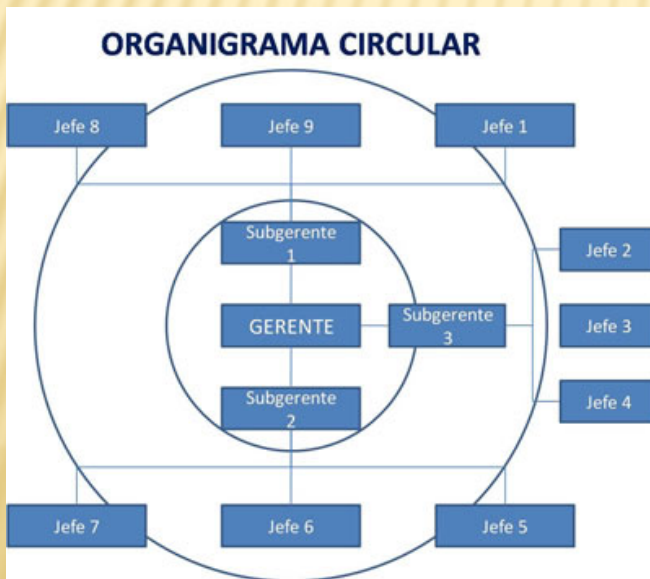 ORGANIGRAMA CIRCULAR
Jefe 8
Jefe 9
Jefe 1
Subgerente
1
Jefe 2
GERENTE
Subgerente
3
Jefe 3
Subgerente
2
Jefe 4
Jefe 7
Jefe 6
Jefe 5